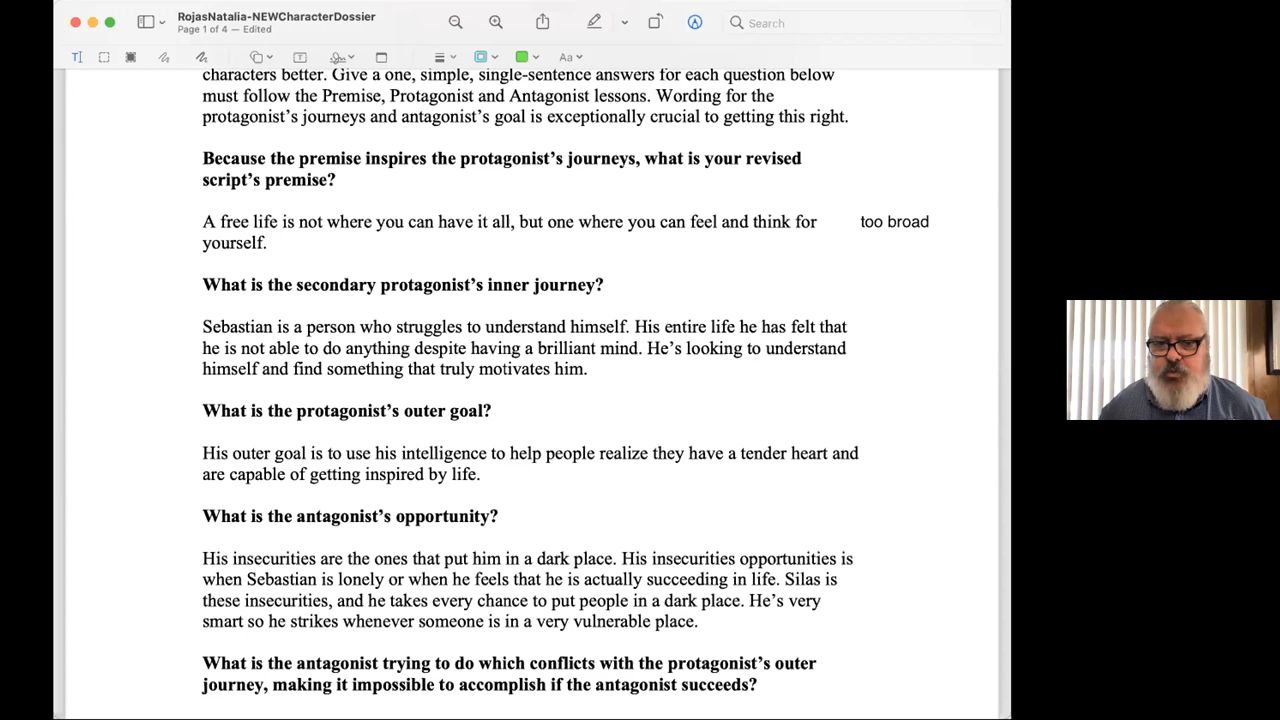 RojasNatalia-NEWCharacterDossier
Page 1 of 4 — Edited
Search
Aa
characters better. Give a one, simple, single-sentence answers for each question below
must follow the Premise, Protagonist and Antagonist lessons. Wording for the
protagonist’s journeys and antagonist’s goal is exceptionally crucial to getting this right.
Because the premise inspires the protagonist’s journeys, what is your revised
script’s premise?
A free life is not where you can have it all, but one where you can feel and think for
too broad
yourself.
What is the secondary protagonist’s inner journey?
Sebastian is a person who struggles to understand himself. His entire life he has felt that
he is not able to do anything despite having a brilliant mind. He’s looking to understand
himself and find something that truly motivates him.
What is the protagonist’s outer goal?
His outer goal is to use his intelligence to help people realize they have a tender heart and
are capable of getting inspired by life.
What is the antagonist’s opportunity?
His insecurities are the ones that put him in a dark place. His insecurities opportunities is
when Sebastian is lonely or when he feels that he is actually succeeding in life. Silas is
these insecurities, and he takes every chance to put people in a dark place. He’s very
smart so he strikes whenever someone is in a very vulnerable place.
What is the antagonist trying to do which conflicts with the protagonist’s outer
journey, making it impossible to accomplish if the antagonist succeeds?